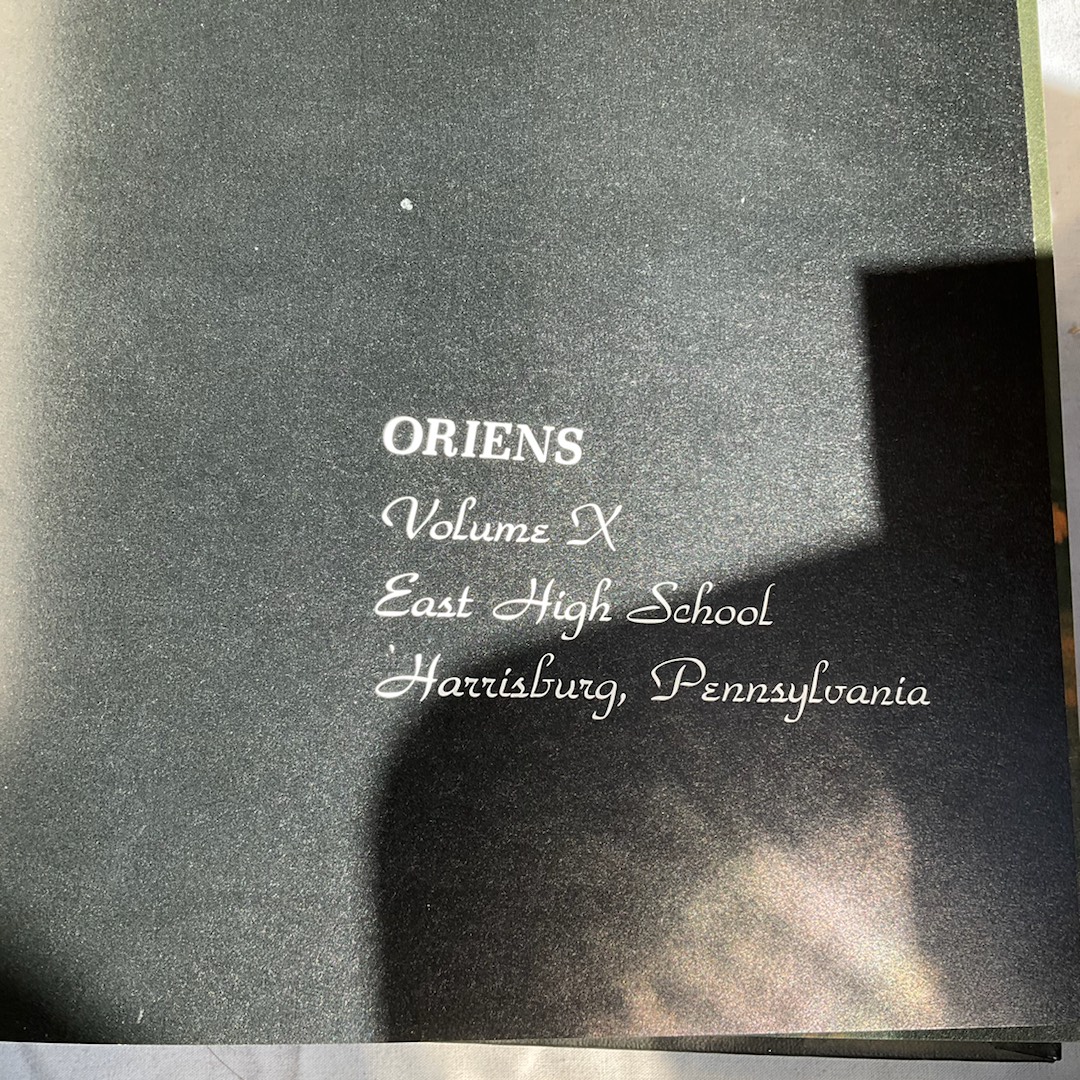 ORIENS
Volume X
East High School
Harrisburg, Pennsylvania